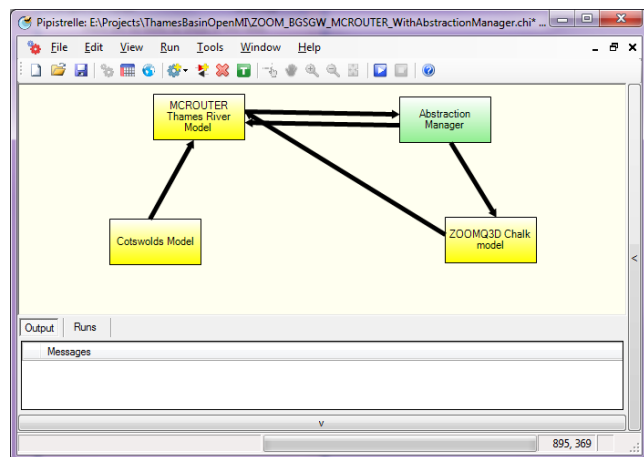 Pipistrelle: E:\Projects\ThamesBasinOpenMI\ZOOM_BGSGW_MCROUTER_WithAbstractionManager.chi* ...
File Edit View Run Tools Window Help
MCROUTER
Thames River
Model
Abstraction
Manager
Cotswolds Model
ZOOMQ3D Chalk
model
<
Output Runs
Messages
v
895, 369